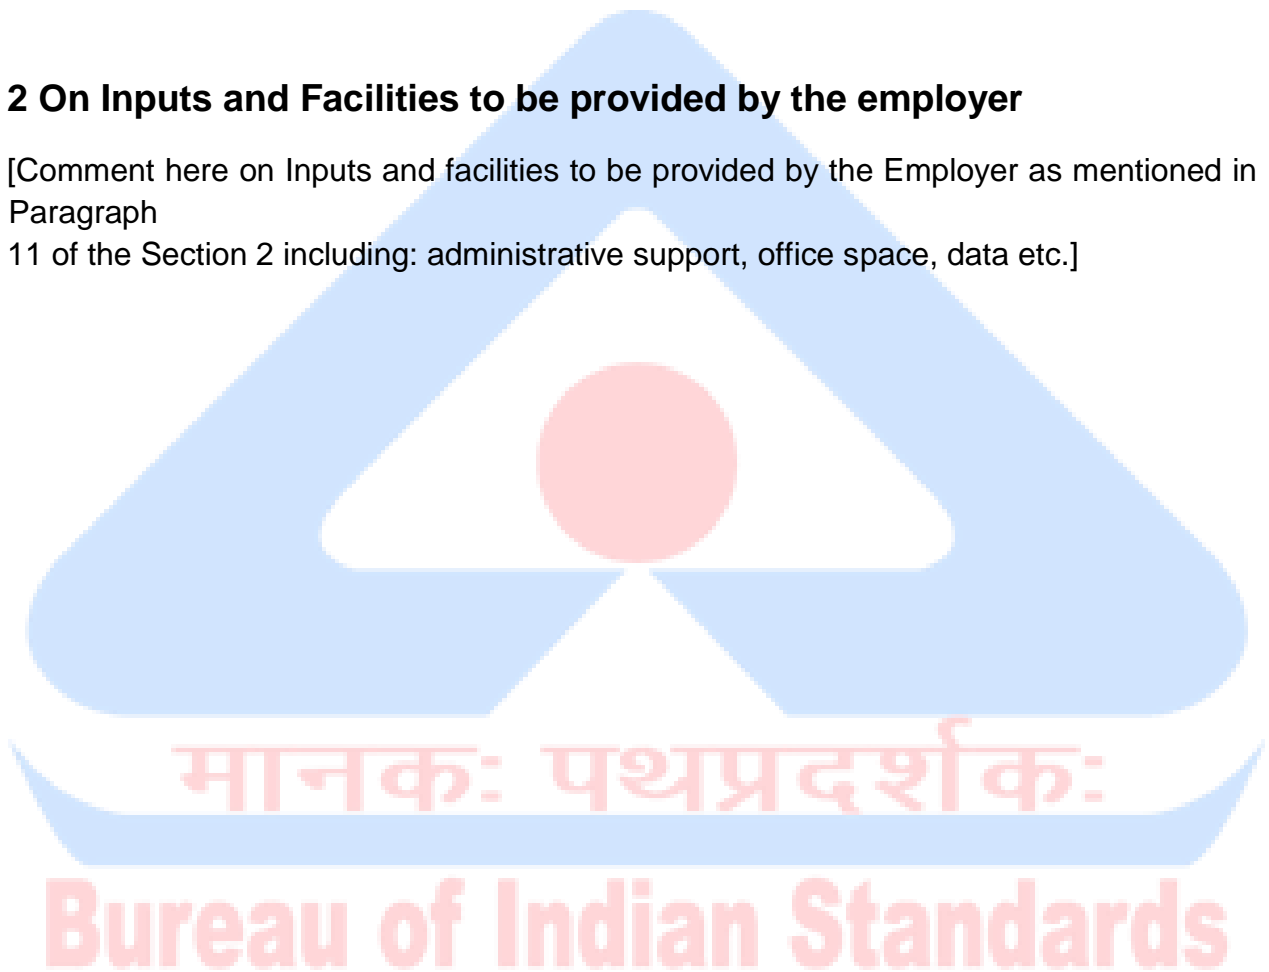 2 On Inputs and Facilities to be provided by the employer
[Comment here on Inputs and facilities to be provided by the Employer as mentioned in
Paragraph
11 of the Section 2 including: administrative support, office space, data etc.]
मानक: पथप्रदर्शक:
Bureau of Indian Standards